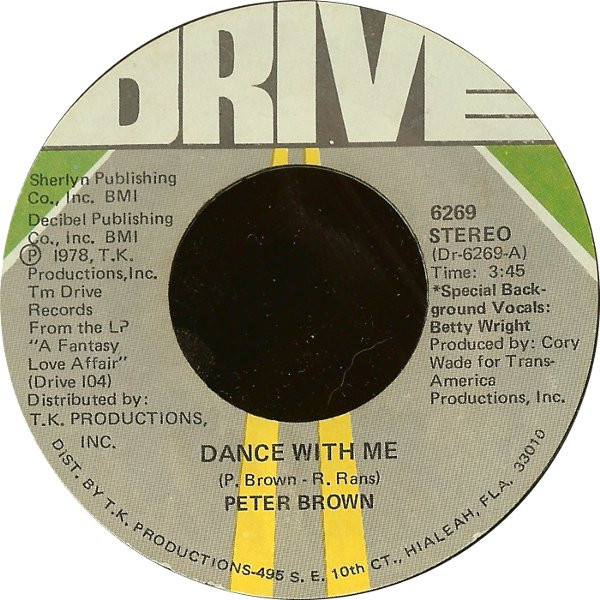 DRIVE
Sherlyn Publishing
Co., Inc. BMI
Decibel Publishing
Co., Inc. BMI
Ⓟ 1978, T.K.
Productions,Inc.
Tm Drive
Records
From the LP
"A Fantasy
Love Affair"
(Drive 104)
Distributed by:
T.K. PRODUCTIONS,
INC.
6269
STEREO
(Dr-6269-A)
Time: 3:45
*Special Back-
ground Vocals:
Betty Wright
Produced by: Cory
Wade for Trans-
America
Productions, Inc.
DANCE WITH ME
(P. Brown - R. Rans)
PETER BROWN
DIST. BY T.K. PRODUCTIONS-495 S. E. 10th CT., HIALEAH, FLA. 33010